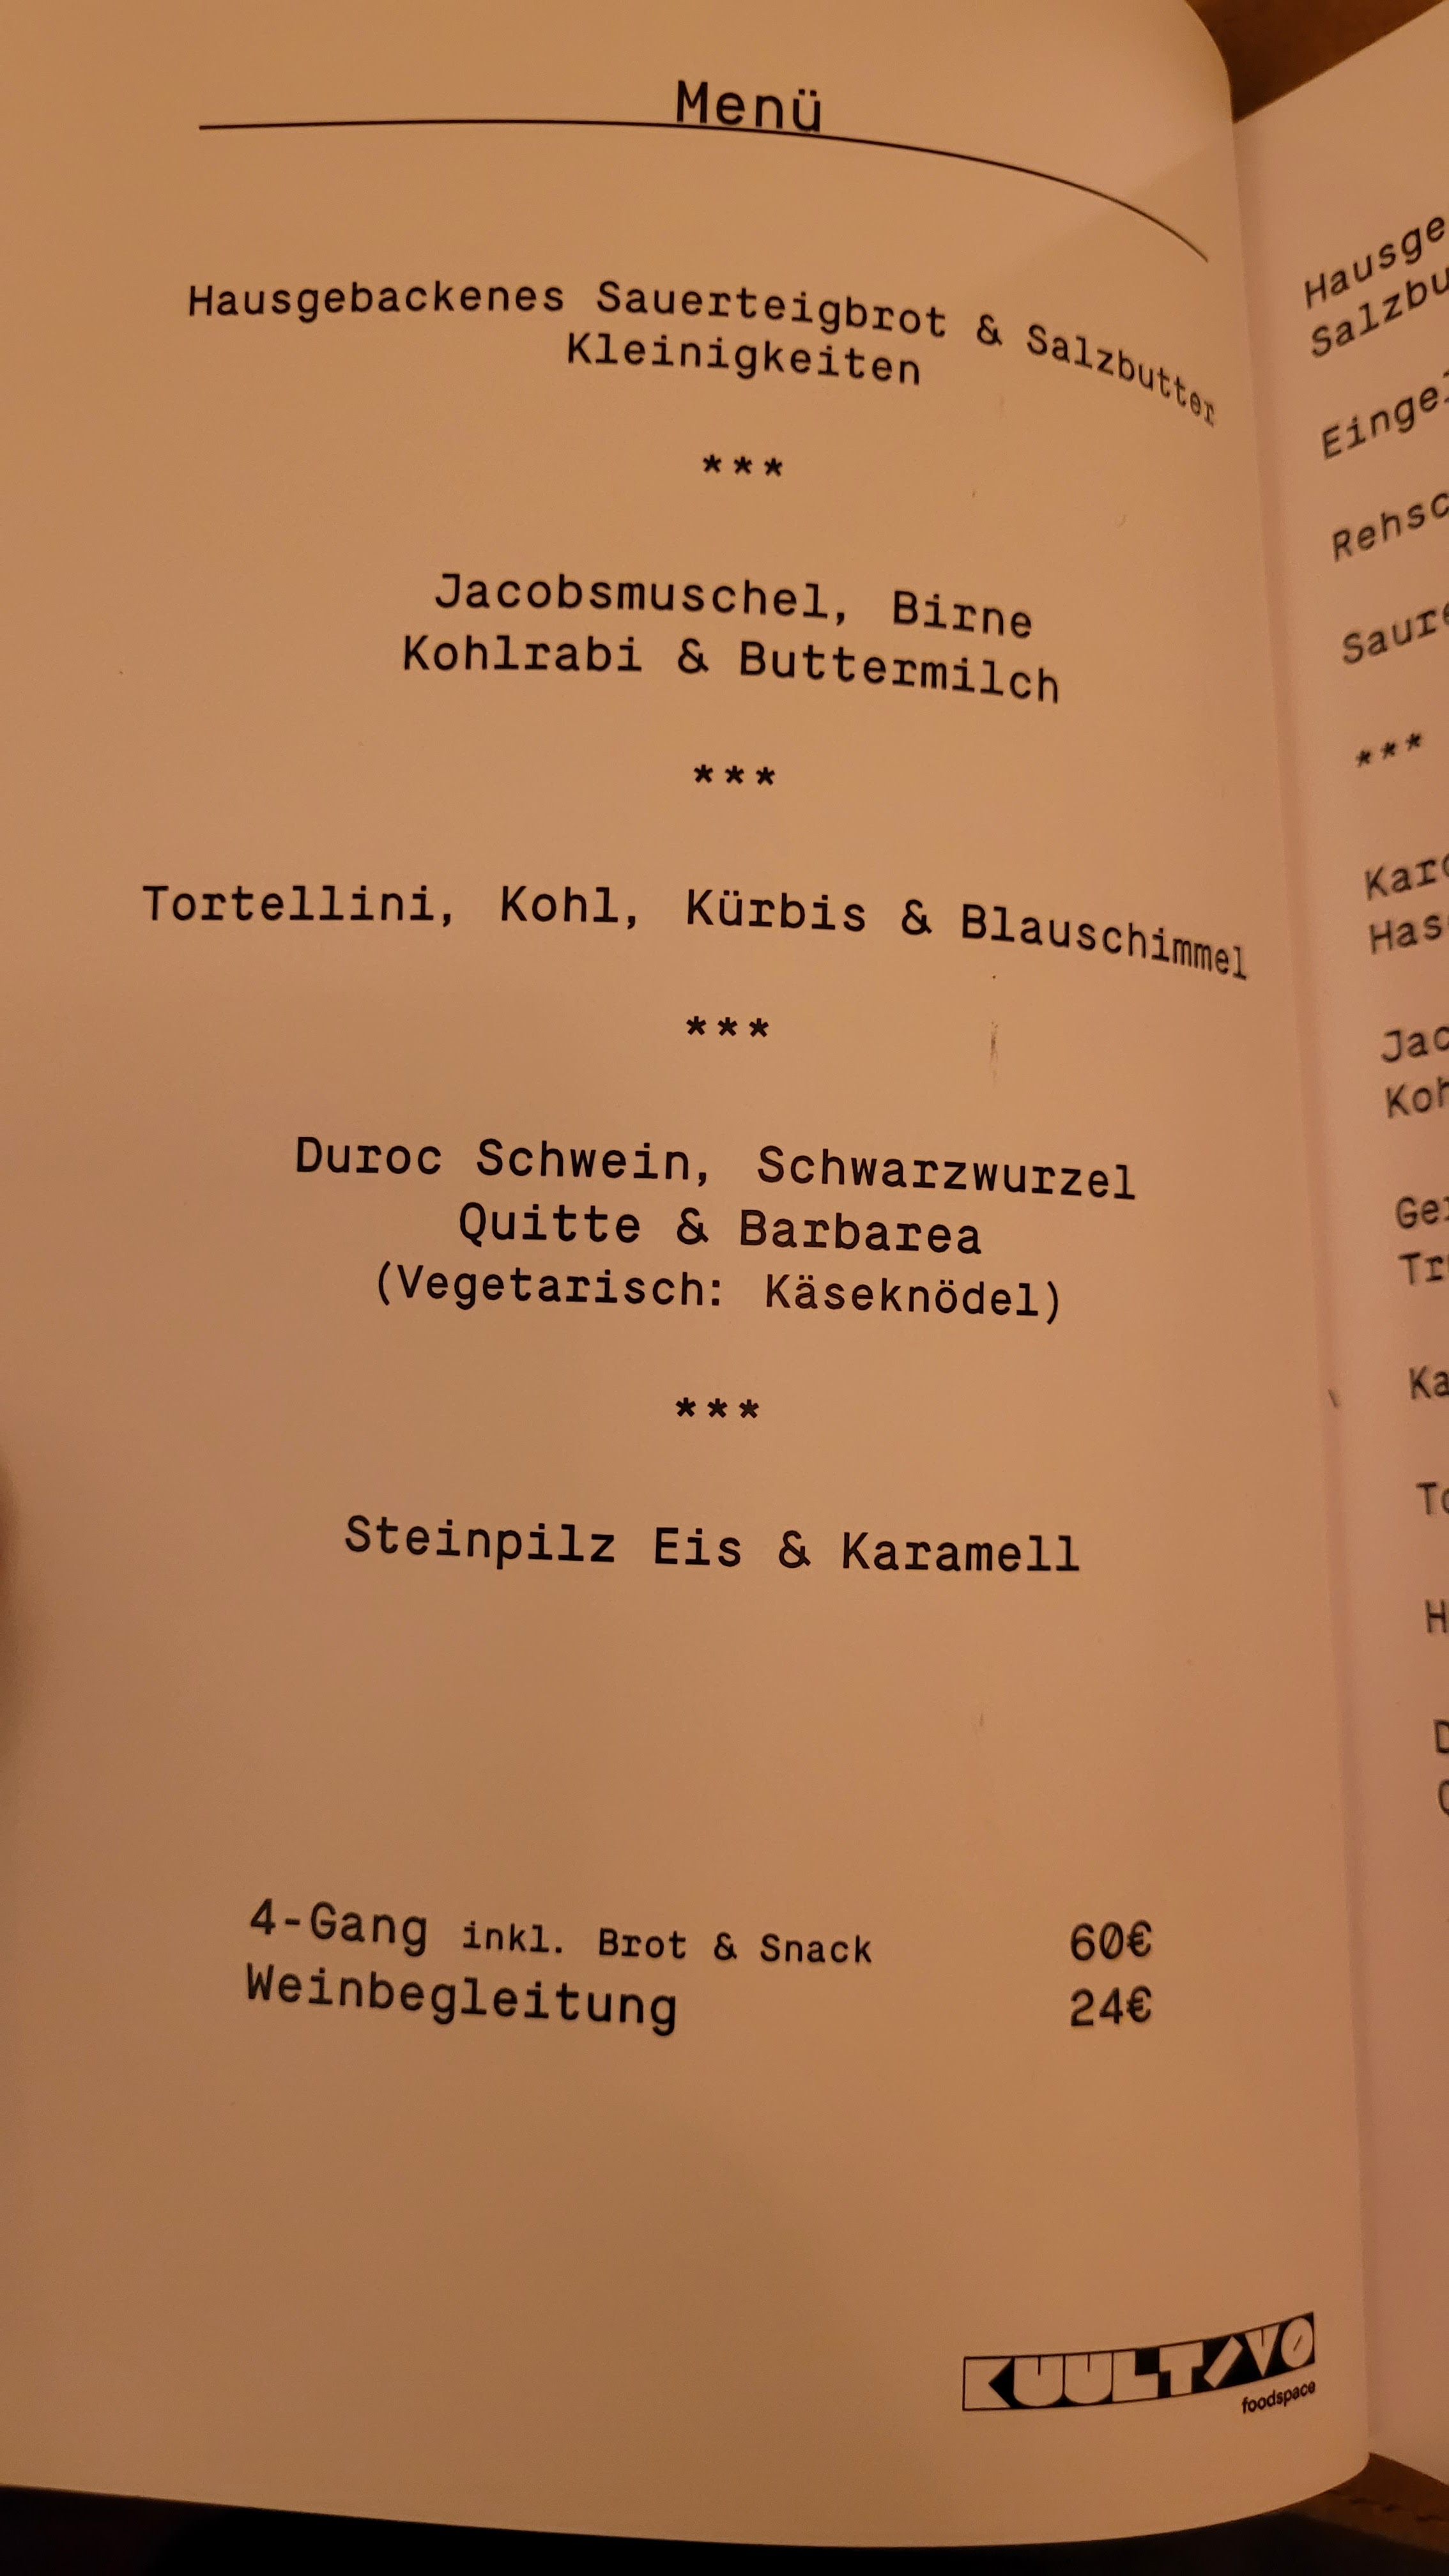 Menü
Hausgebackenes Sauerteigbrot & Salzbutter
Kleinigkeiten
***
Jacobsmuschel, Birne
Kohlrabi & Buttermilch
***
Tortellini, Kohl, Kürbis & Blauschimmel
***
Duroc Schwein, Schwarzwurzel
Quitte & Barbarea
(Vegetarisch: Käseknödel)
***
Steinpilz Eis & Karamell
4-Gang inkl. Brot & Snack 60€
Weinbegleitung 24€
KUULTIVO
foodspace
***